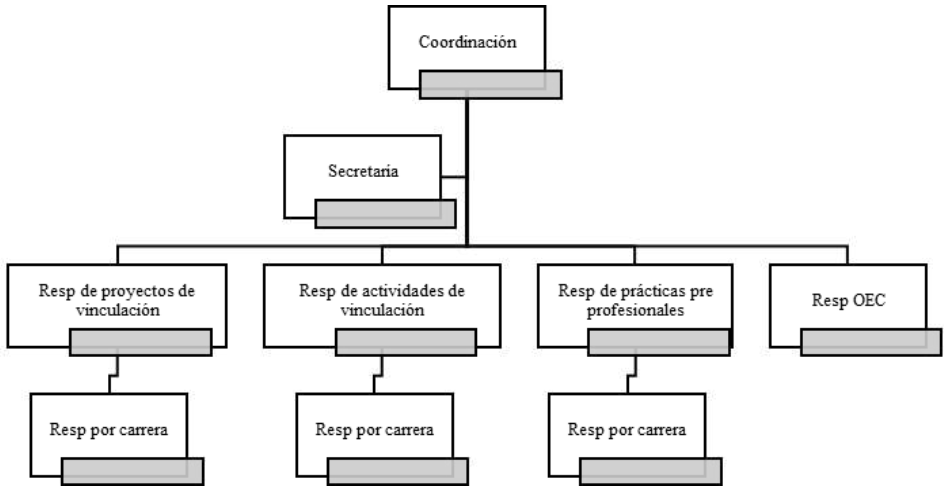 Coordinación
Secretaría
Resp de proyectos de
vinculación
Resp de actividades de
vinculación
Resp de prácticas pre
profesionales
Resp OEC
Resp por carrera
Resp por carrera
Resp por carrera